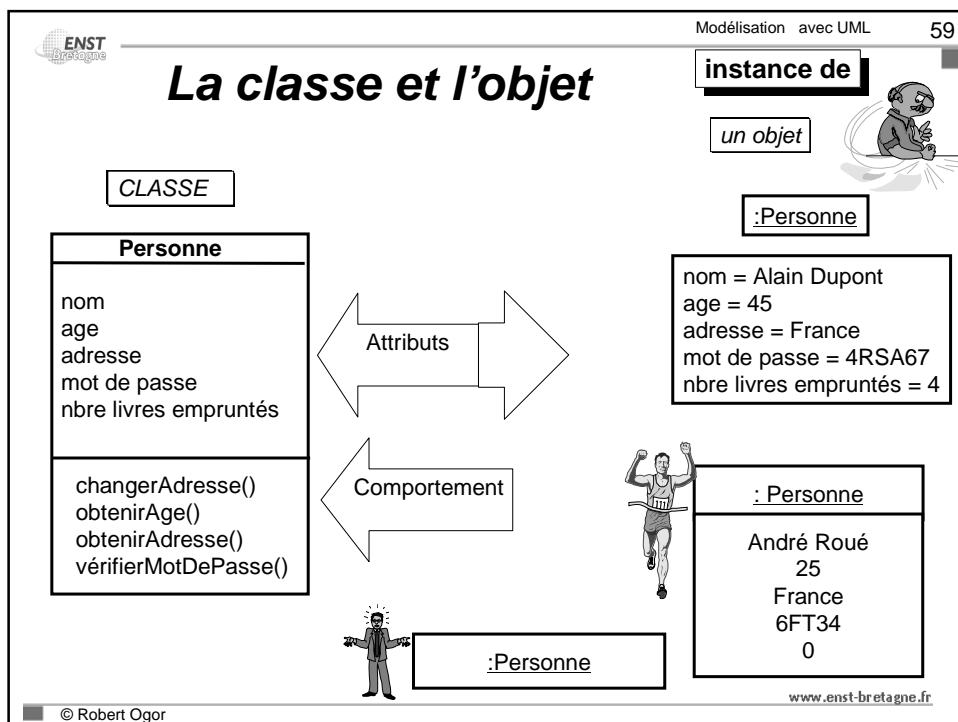 ENST
Bretagne
Modélisation avec UML
59
La classe et l'objet
instance de
un objet
CLASSE
Personne
nom
age
adresse
mot de passe
nbre livres empruntés
changerAdresse()
obtenirAge()
obtenirAdresse()
vérifierMotDePasse()
Attributs
Comportement
:Personne
nom = Alain Dupont
age = 45
adresse = France
mot de passe = 4RSA67
nbre livres empruntés = 4
111
: Personne
André Roué
25
France
6FT34
0
:Personne
www.enst-bretagne.fr
© Robert Ogor